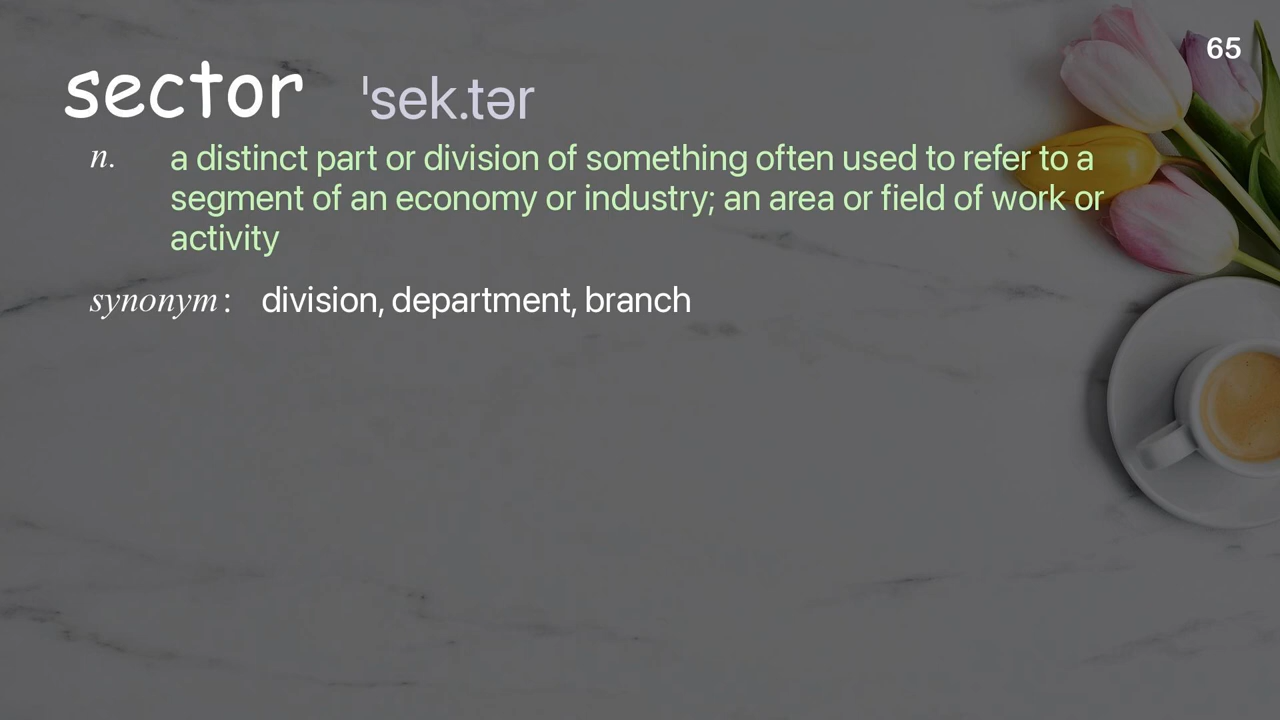 65
sector ˈsek.tər
n. a distinct part or division of something often used to refer to a
segment of an economy or industry; an area or field of work or
activity
synonym: division, department, branch